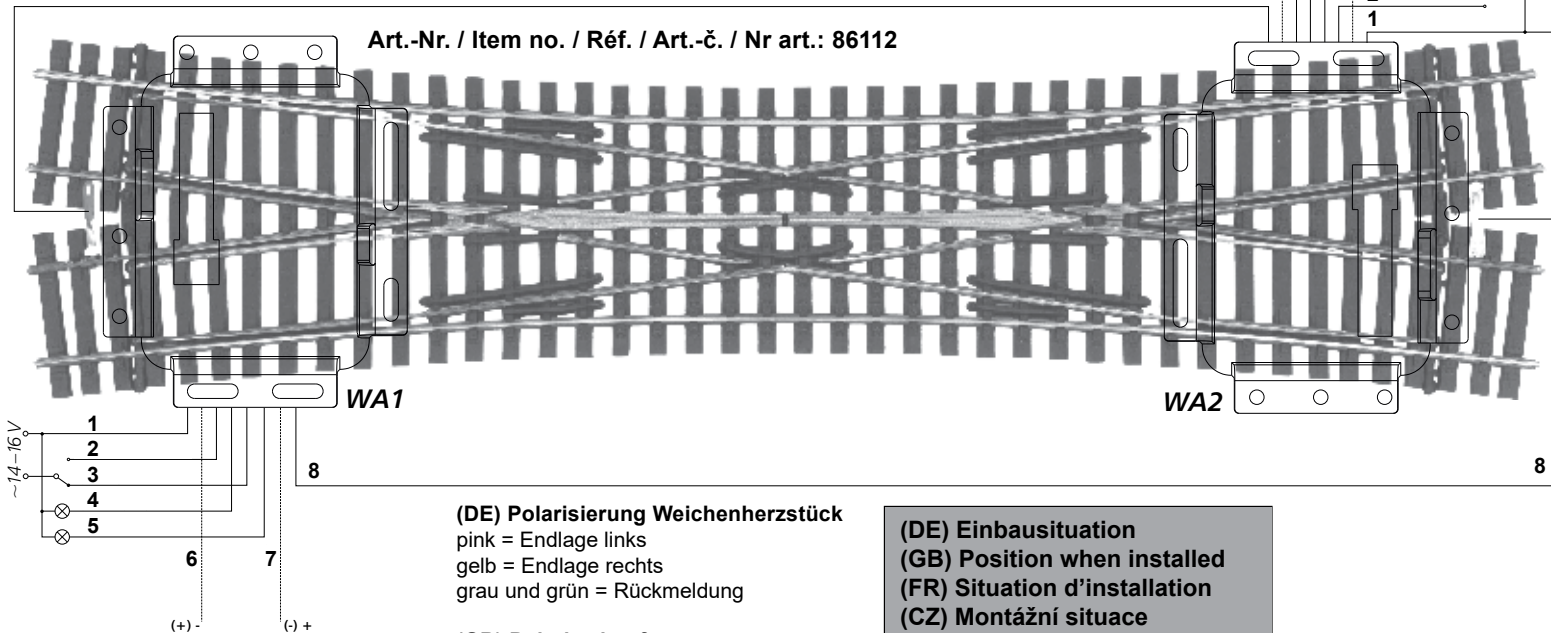 2
1
Art.-Nr. / Item no. / Réf. / Art.-č. / Nr art.: 86112
WA1
WA2
~14–16 V
1
2
3
4
5
6
7
8
8
(+) -
(-) +
(DE) Polarisierung Weichenherzstück
pink = Endlage links
gelb = Endlage rechts
grau und grün = Rückmeldung
(DE) Einbausituation
(GB) Position when installed
(FR) Situation d’installation
(CZ) Montážní situace